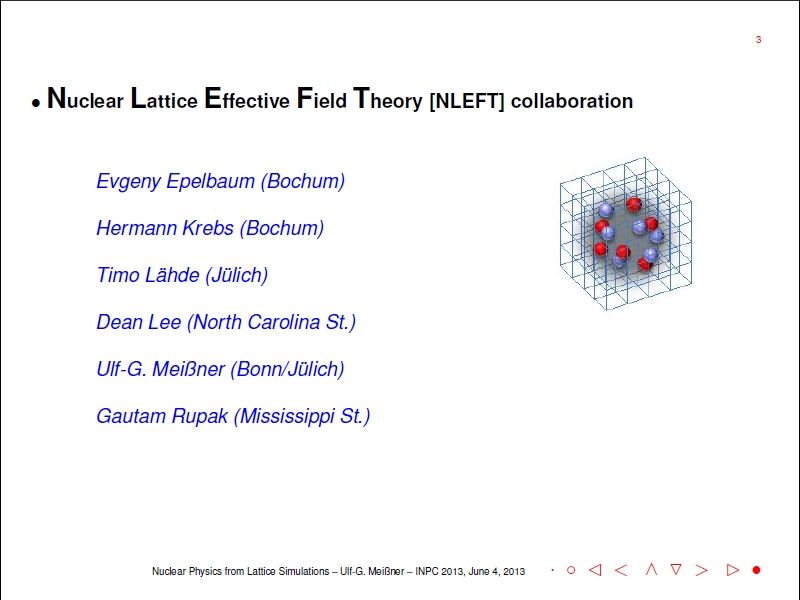 3
• Nuclear Lattice Effective Field Theory [NLEFT] collaboration
Evgeny Epelbaum (Bochum)
Hermann Krebs (Bochum)
Timo Lähde (Jülich)
Dean Lee (North Carolina St.)
Ulf-G. Meißner (Bonn/Jülich)
Gautam Rupak (Mississippi St.)
Nuclear Physics from Lattice Simulations – Ulf-G. Meißner – INPC 2013, June 4, 2013